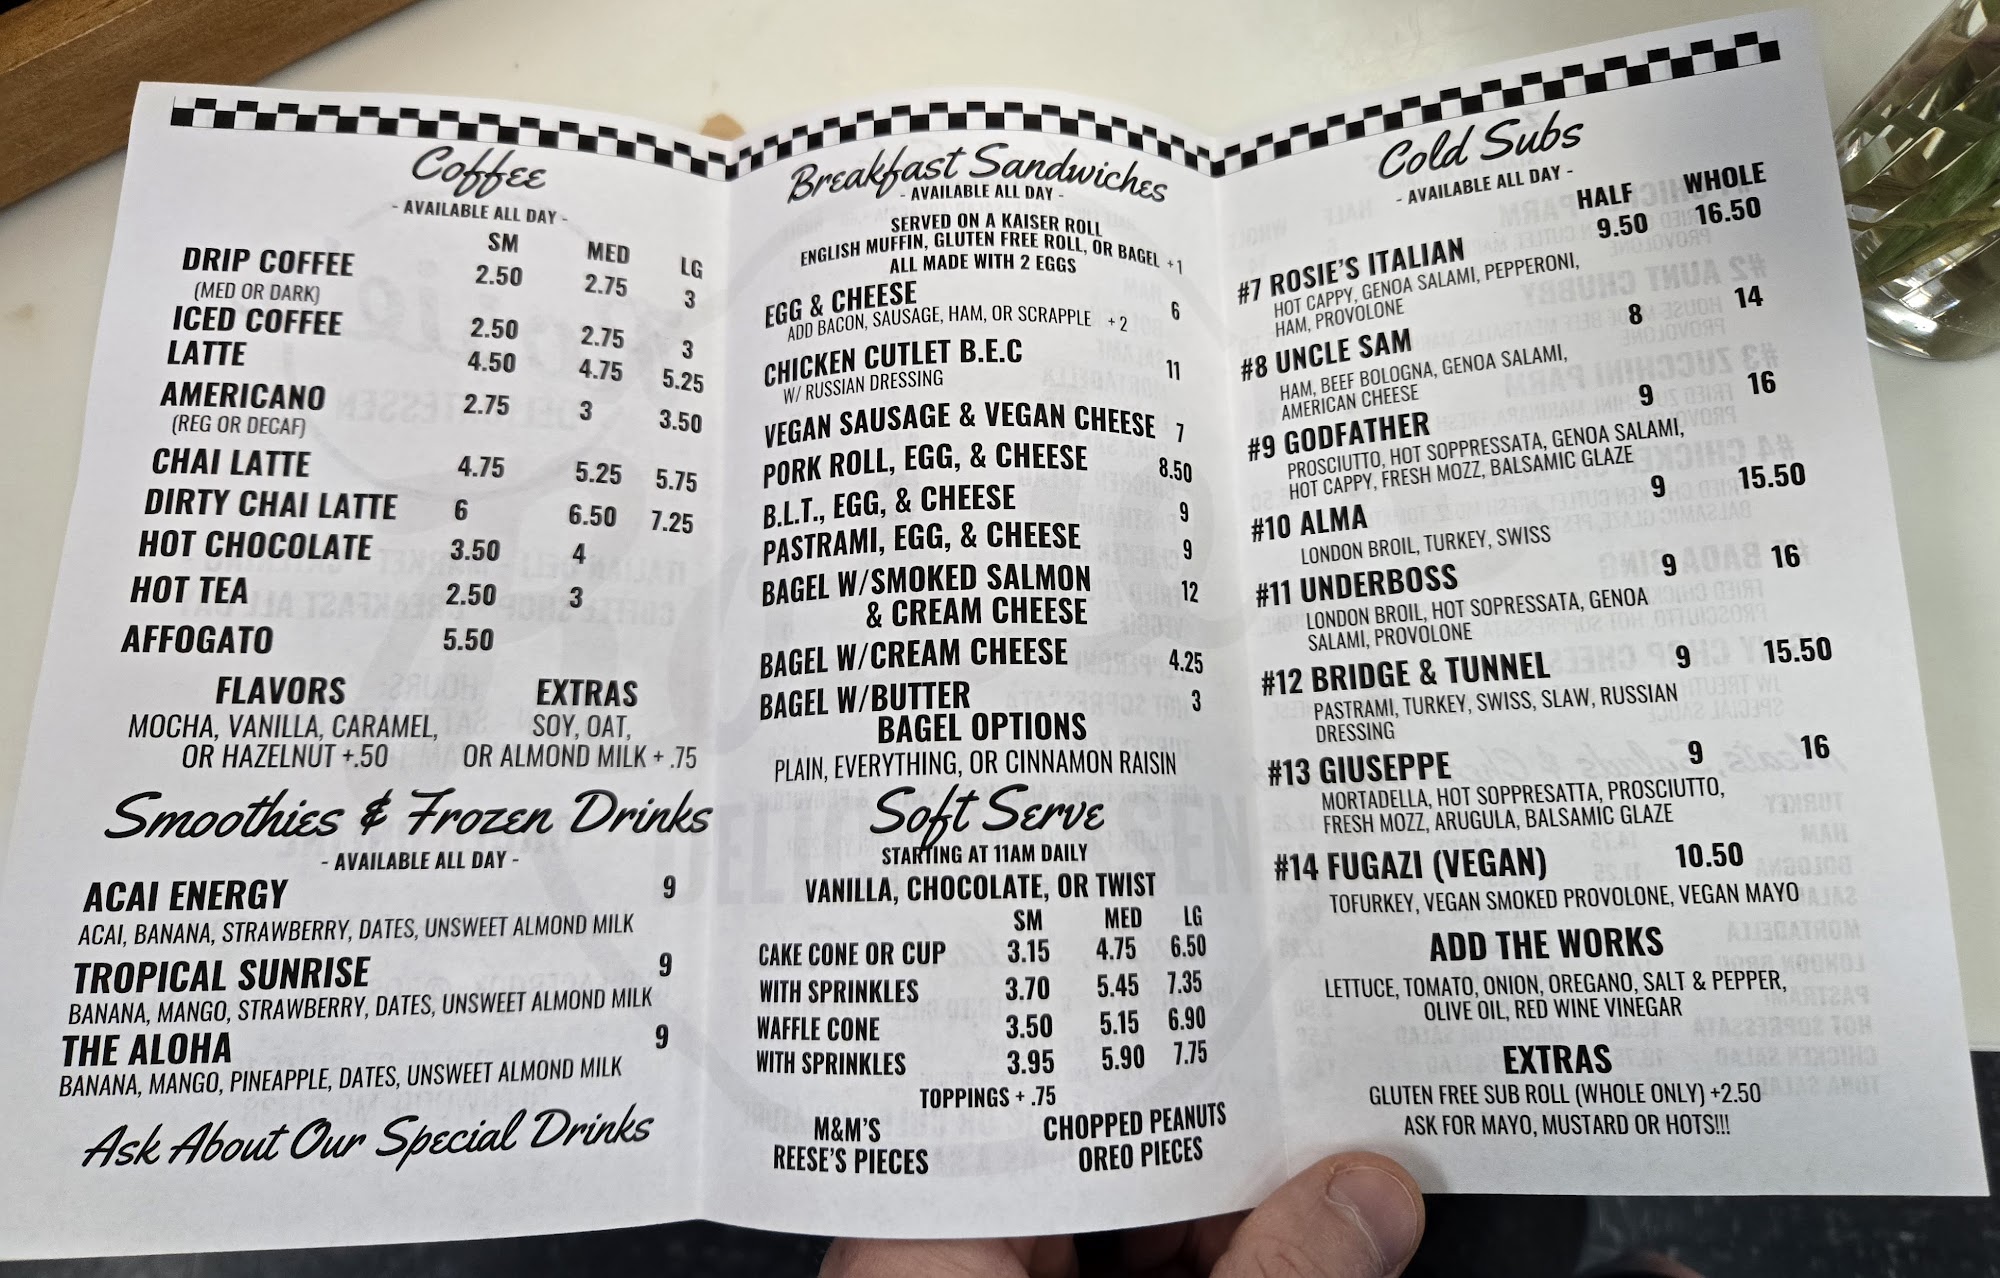 Coffee
- AVAILABLE ALL DAY -
SM MED LG
DRIP COFFEE 2.50 2.75 3
(MED OR DARK)
ICED COFFEE 2.50 2.75 3
LATTE 4.50 4.75 5.25
AMERICANO 2.75 3 3.50
(REG OR DECAF)
CHAI LATTE 4.75 5.25 5.75
DIRTY CHAI LATTE 6 6.50 7.25
HOT CHOCOLATE 3.50 4
HOT TEA 2.50 3
AFFOGATO 5.50
FLAVORS
MOCHA, VANILLA, CARAMEL,
OR HAZELNUT +.50
EXTRAS
SOY, OAT,
OR ALMOND MILK + .75
Smoothies & Frozen Drinks
- AVAILABLE ALL DAY -
ACAI ENERGY 9
ACAI, BANANA, STRAWBERRY, DATES, UNSWEET ALMOND MILK
TROPICAL SUNRISE 9
BANANA, MANGO, STRAWBERRY, DATES, UNSWEET ALMOND MILK
THE ALOHA 9
BANANA, MANGO, PINEAPPLE, DATES, UNSWEET ALMOND MILK
Ask About Our Special Drinks
Breakfast Sandwiches
- AVAILABLE ALL DAY -
SERVED ON A KAISER ROLL
ENGLISH MUFFIN, GLUTEN FREE ROLL, OR BAGEL +1
ALL MADE WITH 2 EGGS
EGG & CHEESE 6
ADD BACON, SAUSAGE, HAM, OR SCRAPPLE +2
CHICKEN CUTLET B.E.C 11
W/ RUSSIAN DRESSING
VEGAN SAUSAGE & VEGAN CHEESE 7
PORK ROLL, EGG, & CHEESE 8.50
B.L.T., EGG, & CHEESE 9
PASTRAMI, EGG, & CHEESE 9
BAGEL W/SMOKED SALMON 12
& CREAM CHEESE
BAGEL W/CREAM CHEESE 4.25
BAGEL W/BUTTER 3
BAGEL OPTIONS
PLAIN, EVERYTHING, OR CINNAMON RAISIN
Soft Serve
STARTING AT 11AM DAILY
VANILLA, CHOCOLATE, OR TWIST
SM MED LG
CAKE CONE OR CUP 3.15 4.75 6.50
WITH SPRINKLES 3.70 5.45 7.35
WAFFLE CONE 3.50 5.15 6.90
WITH SPRINKLES 3.95 5.90 7.75
TOPPINGS + .75
M&M'S CHOPPED PEANUTS
REESE'S PIECES OREO PIECES
Cold Subs
- AVAILABLE ALL DAY -
HALF WHOLE
#7 ROSIE'S ITALIAN 9.50 16.50
HOT CAPPY, GENOA SALAMI, PEPPERONI,
HAM, PROVOLONE
#8 UNCLE SAM 8 14
HAM, BEEF BOLOGNA, GENOA SALAMI,
AMERICAN CHEESE
#9 GODFATHER 9 16
PROSCIUTTO, HOT SOPPRESSATA, GENOA SALAMI,
HOT CAPPY, FRESH MOZZ, BALSAMIC GLAZE
#10 ALMA 9 15.50
LONDON BROIL, TURKEY, SWISS
#11 UNDERBOSS 9 16
LONDON BROIL, HOT SOPRESSATA, GENOA
SALAMI, PROVOLONE
#12 BRIDGE & TUNNEL 9 15.50
PASTRAMI, TURKEY, SWISS, SLAW, RUSSIAN
DRESSING
#13 GIUSEPPE 9 16
MORTADELLA, HOT SOPPRESATTA, PROSCIUTTO,
FRESH MOZZ, ARUGULA, BALSAMIC GLAZE
#14 FUGAZI (VEGAN) 10.50
TOFURKEY, VEGAN SMOKED PROVOLONE, VEGAN MAYO
ADD THE WORKS
LETTUCE, TOMATO, ONION, OREGANO, SALT & PEPPER,
OLIVE OIL, RED WINE VINEGAR
EXTRAS
GLUTEN FREE SUB ROLL (WHOLE ONLY) +2.50
ASK FOR MAYO, MUSTARD OR HOTS!!!